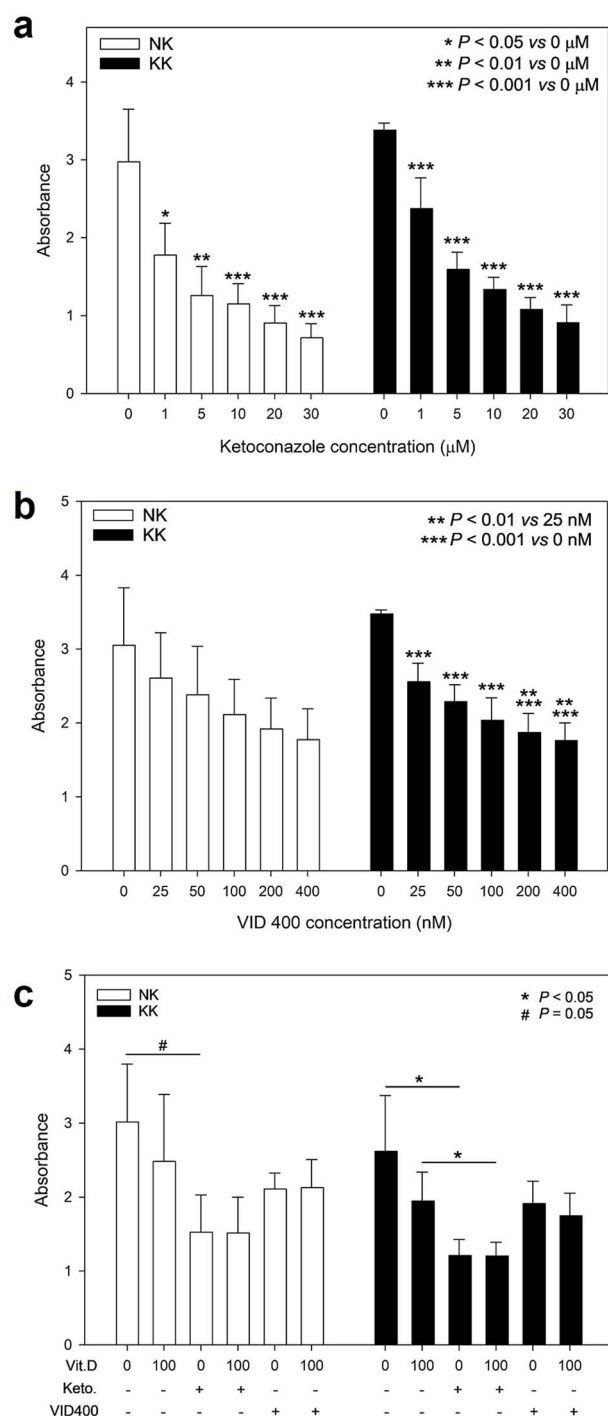 a
NK
KK
* P < 0.05 vs 0 μM
** P < 0.01 vs 0 μM
*** P < 0.001 vs 0 μM
Absorbance
4
3
2
1
0
* ** *** *** ***
*** *** *** *** ***
0 1 5 10 20 30 0 1 5 10 20 30
Ketoconazole concentration (μM)
b
NK
KK
** P < 0.01 vs 25 nM
*** P < 0.001 vs 0 nM
Absorbance
5
4
3
2
1
0
** **
*** *** *** *** ***
0 25 50 100 200 400 0 25 50 100 200 400
VID 400 concentration (nM)
c
NK
KK
* P < 0.05
# P = 0.05
Absorbance
5
4
3
2
1
0
#
*
*
Vit.D 0 100 0 100 0 100 0 100 0 100 0 100
Keto. - - + + - - - - + + - -
VID400 - - - - + + - - - - + +